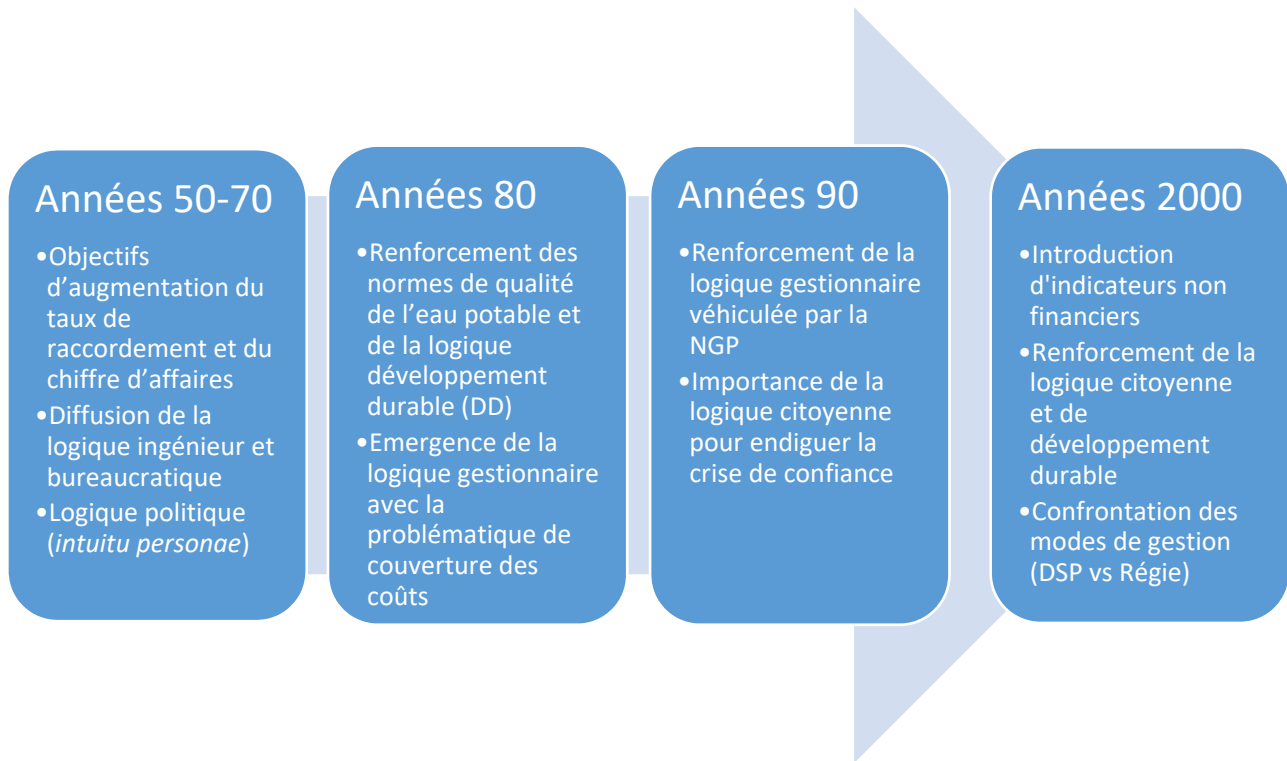 Années 50-70
•Objectifs
d’augmentation du
taux de
raccordement et du
chiffre d’affaires
•Diffusion de la
logique ingénieur et
bureaucratique
•Logique politique
(intuitu personae)
Années 80
•Renforcement des
normes de qualité
de l’eau potable et
de la logique
développement
durable (DD)
•Emergence de la
logique gestionnaire
avec la
problématique de
couverture des
coûts
Années 90
•Renforcement de la
logique gestionnaire
véhiculée par la
NGP
•Importance de la
logique citoyenne
pour endiguer la
crise de confiance
Années 2000
•Introduction
d'indicateurs non
financiers
•Renforcement de la
logique citoyenne
et de
développement
durable
•Confrontation des
modes de gestion
(DSP vs Régie)